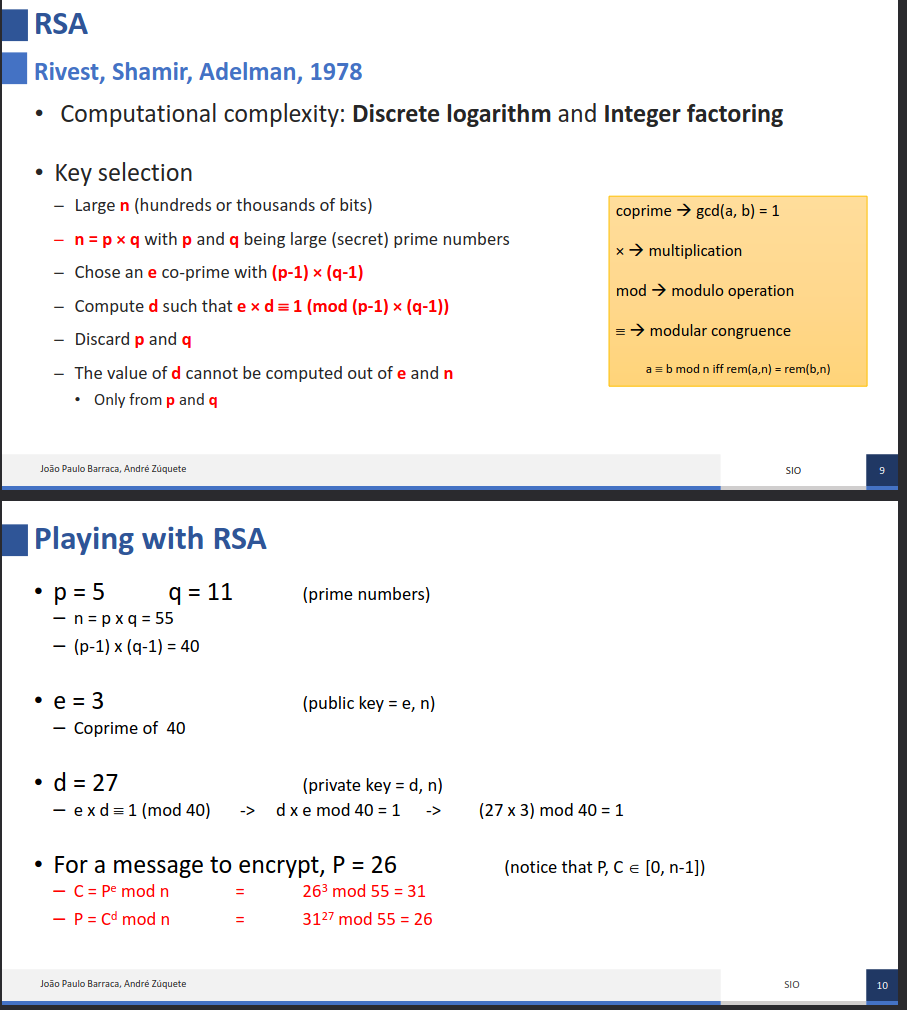 RSA
Rivest, Shamir, Adelman, 1978
• Computational complexity: Discrete logarithm and Integer factoring
• Key selection
– Large n (hundreds or thousands of bits)
– n = p × q with p and q being large (secret) prime numbers
– Chose an e co-prime with (p-1) × (q-1)
– Compute d such that e × d ≡ 1 (mod (p-1) × (q-1))
– Discard p and q
– The value of d cannot be computed out of e and n
• Only from p and q
coprime → gcd(a, b) = 1
× → multiplication
mod → modulo operation
≡ → modular congruence
a ≡ b mod n iff rem(a,n) = rem(b,n)
João Paulo Barraca, André Zúquete SIO 9
Playing with RSA
• p = 5 q = 11 (prime numbers)
– n = p x q = 55
– (p-1) x (q-1) = 40
• e = 3 (public key = e, n)
– Coprime of 40
• d = 27 (private key = d, n)
– e x d ≡ 1 (mod 40) -> d x e mod 40 = 1 -> (27 x 3) mod 40 = 1
• For a message to encrypt, P = 26 (notice that P, C ∈ [0, n-1])
– C = Pᵉ mod n = 26³ mod 55 = 31
– P = Cᵈ mod n = 31²⁷ mod 55 = 26
João Paulo Barraca, André Zúquete SIO 10